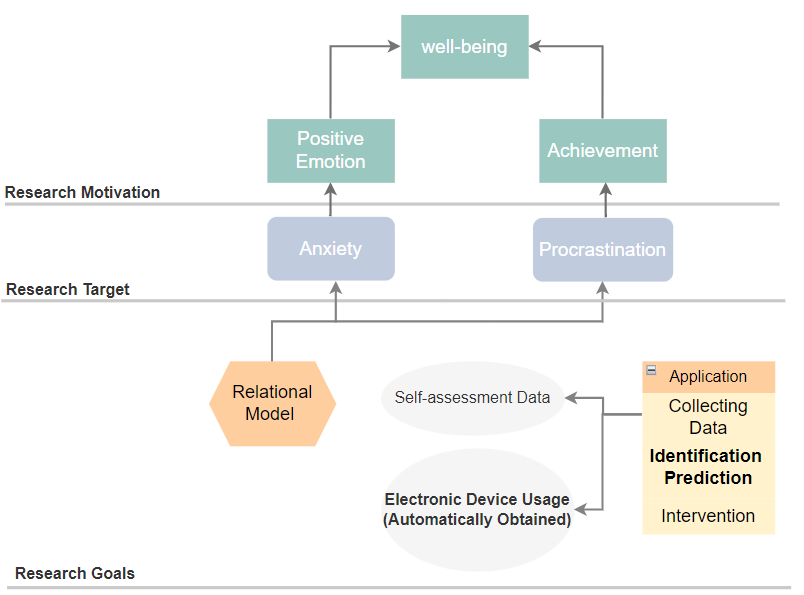 well-being
Positive
Emotion
Achievement
Research Motivation
Anxiety
Procrastination
Research Target
Relational
Model
Self-assessment Data
Electronic Device Usage
(Automatically Obtained)
Application
Collecting
Data
Identification
Prediction
Intervention
Research Goals